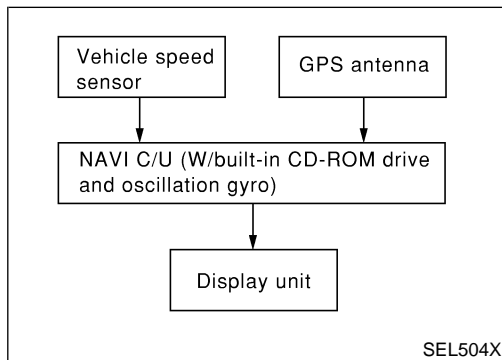 Vehicle speed
sensor
GPS antenna
NAVI C/U (W/built-in CD-ROM drive
and oscillation gyro)
Display unit
SEL504X